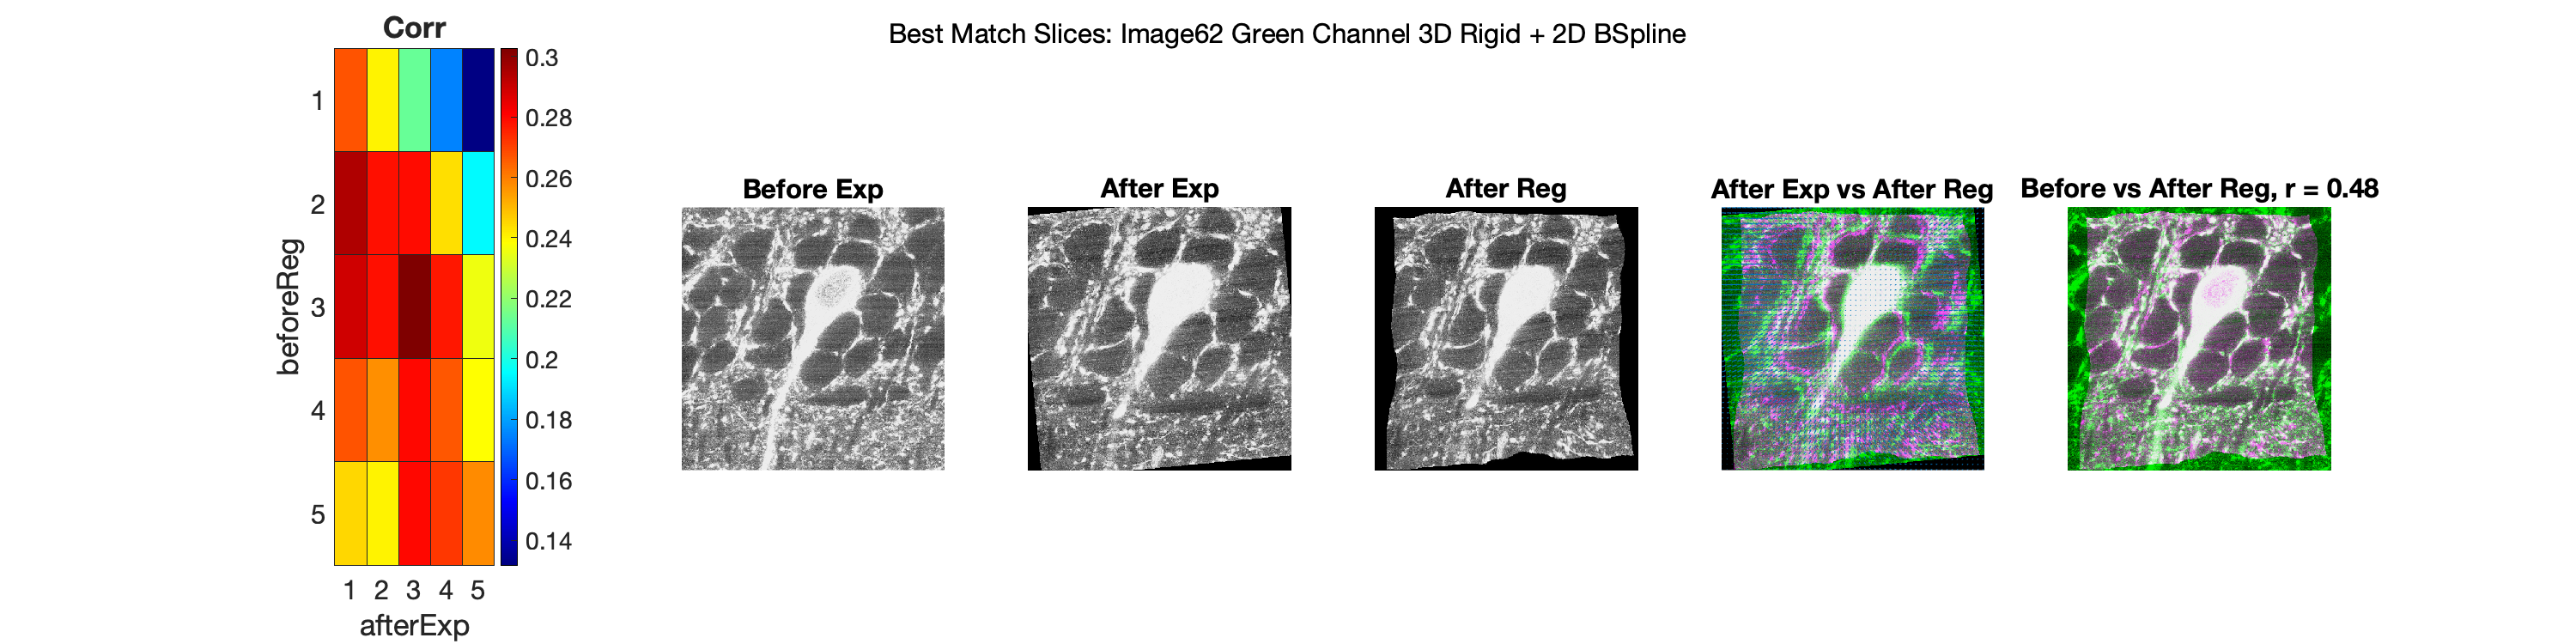 Best Match Slices: Image62 Green Channel 3D Rigid + 2D BSpline
Corr
beforeReg
1
2
3
4
5
1 2 3 4 5
afterExp
0.3
0.28
0.26
0.24
0.22
0.2
0.18
0.16
0.14
Before Exp
After Exp
After Reg
After Exp vs After Reg
Before vs After Reg, r = 0.48